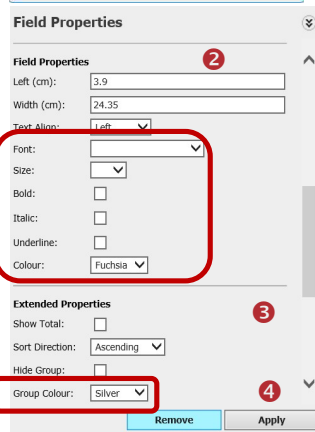 Field Properties
Field Properties 2
Left (cm): 3.9
Width (cm): 24.35
Text Align: Left
Font:
Size:
Bold:
Italic:
Underline:
Colour: Fuchsia
Extended Properties 3
Show Total:
Sort Direction: Ascending
Hide Group:
Group Colour: Silver 4
Remove Apply